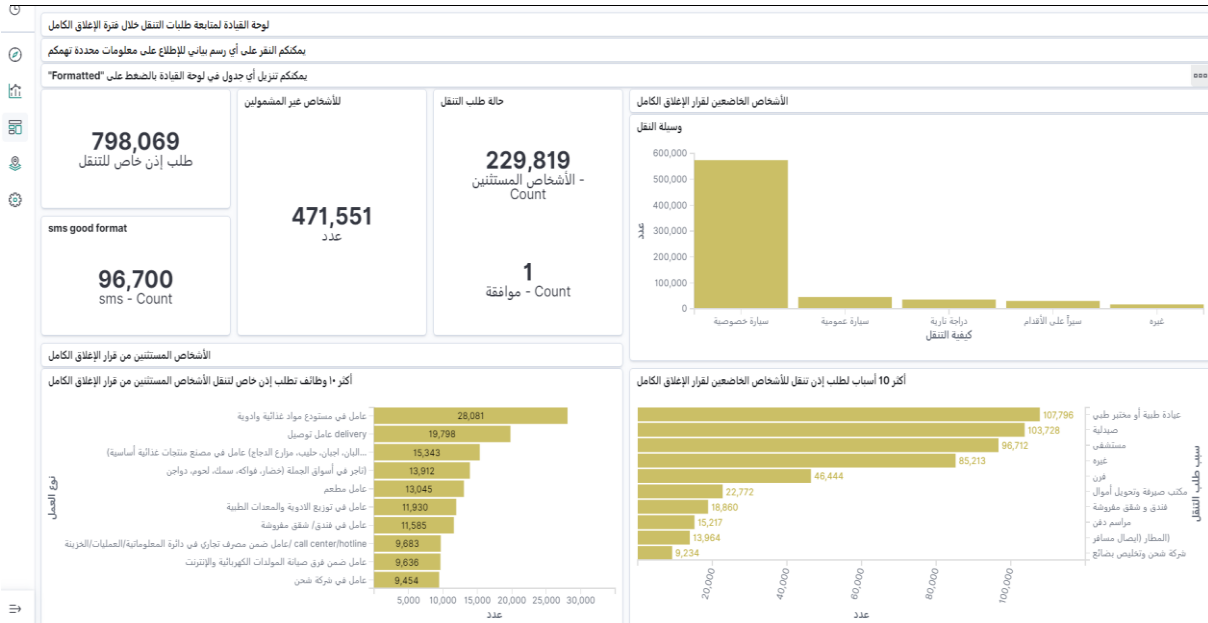 لوحة القيادة لمتابعة طلبات التنقل خلال فترة الإغلاق الكامل
يمكنكم النقر على أي رسم بياني للإطلاع على معلومات محددة تهمكم
يمكنكم تنزيل أي جدول في لوحة القيادة بالضغط على "Formatted"
798,069
طلب إذن خاص للتنقل
sms good format
96,700
sms - Count
للأشخاص غير المشمولين
471,551
عدد
حالة طلب التنقل
229,819
الأشخاص المستثنين -
Count
1
موافقة - Count
الأشخاص الخاضعين لقرار الإغلاق الكامل
وسيلة النقل
600,000
500,000
400,000
300,000
200,000
100,000
0
عدد
سيارة خصوصية
سيارة عمومية
دراجة نارية
سيراً على الأقدام
غيره
كيفية التنقل
الأشخاص المستثنين من قرار الإغلاق الكامل
أكثر ١٠ وظائف تطلب إذن خاص لتنقل الأشخاص المستثنين من قرار الإغلاق الكامل
عامل في مستودع مواد غذائية وادوية 28,081
delivery عامل توصيل 19,798
...البان، اجبان، حليب، مزارع الدجاج) عامل في مصنع منتجات غذائية أساسية) 15,343
(تاجر في أسواق الجملة (خضار، فواكه، سمك، لحوم، دواجن 13,912
عامل مطعم 13,045
عامل في توزيع الادوية والمعدات الطبية 11,930
عامل في فندق/ شقق مفروشة 11,585
call center/hotline /عامل ضمن مصرف تجاري في دائرة المعلوماتية/العمليات/الخزينة 9,683
عامل ضمن فرق صيانة المولدات الكهربائية والإنترنت 9,636
عامل في شركة شحن 9,454
نوع العمل
5,000 10,000 15,000 20,000 25,000 30,000
عدد
أكثر 10 أسباب لطلب إذن تنقل للأشخاص الخاضعين لقرار الإغلاق الكامل
عيادة طبية أو مختبر طبي 107,796
صيدلية 103,728
مستشفى 96,712
غيره 85,213
فرن 46,444
مكتب صيرفة وتحويل أموال 22,772
فندق و شقق مفروشة 18,860
مراسم دفن 15,217
(المطار (ايصال مسافر 13,964
شركة شحن وتخليص بضائع 9,234
سبب طلب التنقل
20,000 40,000 60,000 80,000 100,000
عدد